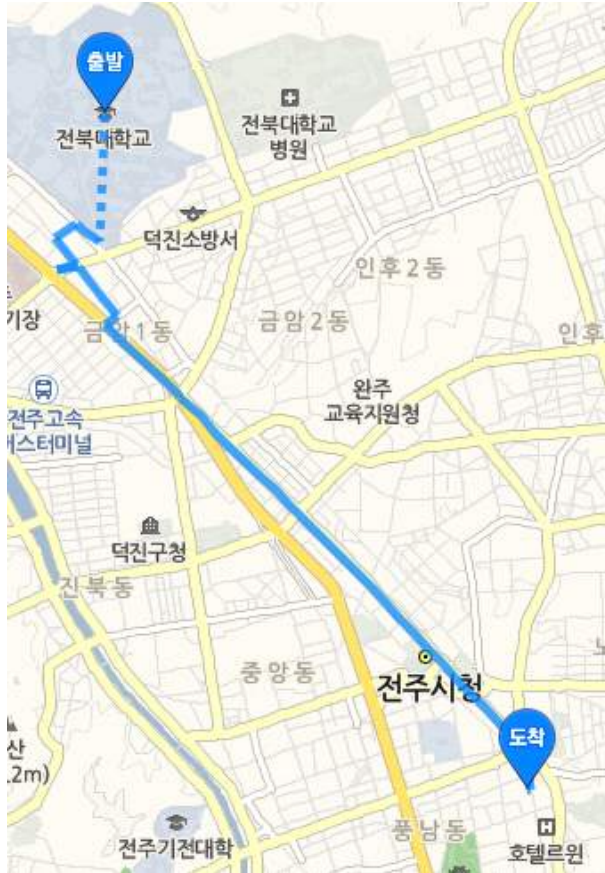 출발
전북대학교
전북대학교
병원
덕진소방서
인후2동
기장
금암1동
금암2동
인후
완주
교육지원청
전주고속
버스터미널
덕진구청
진북동
중앙동
전주시청
노
도착
산
.2m)
풍남동
전주기전대학
H
호텔르윈